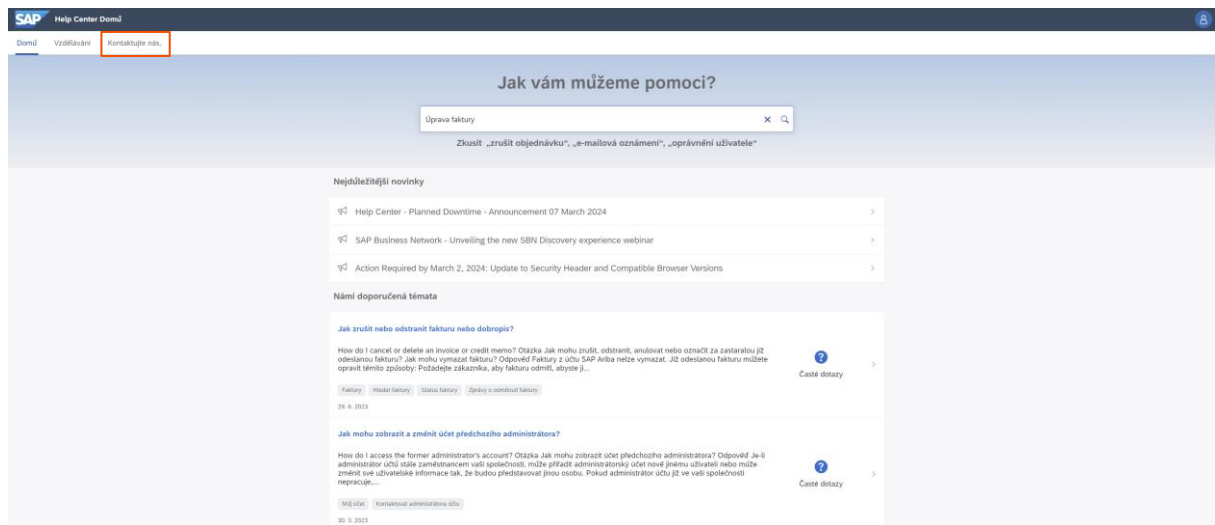 SAP Help Center Domů
Domů Vzdělávání Kontaktujte nás.
Jak vám můžeme pomoci?
Úprava faktury
Zkusit „zrušit objednávku“, „e-mailová oznámení“, „oprávnění uživatele“
Nejdůležitější novinky
Help Center - Planned Downtime - Announcement 07 March 2024
SAP Business Network - Unveiling the new SBN Discovery experience webinar
Action Required by March 2, 2024: Update to Security Header and Compatible Browser Versions
Námi doporučená témata
Jak zrušit nebo odstranit fakturu nebo dobropis?
How do I cancel or delete an invoice or credit memo? Otázka Jak mohu zrušit, odstranit, anulovat nebo označit za zastaralou již
odeslanou fakturu? Jak mohu vymazat fakturu? Odpověď Faktury z účtu SAP Ariba nelze vymazat. Již odeslanou fakturu můžete
opravit těmito způsoby: Požádejte zákazníka, aby fakturu odmítl, abyste ji...
Časté dotazy
Faktury Hledat faktury Status faktury Zprávy o odmítnutí faktury
29. 6. 2023
Jak mohu zobrazit a změnit účet předchozího administrátora?
How do I access the former administrator's account? Otázka Jak mohu zobrazit účet předchozího administrátora? Odpověď Je-li
administrátor účtů stále zaměstnancem vaší společnosti, může přiřadit administrátorský účet nově jinému uživateli nebo může
změnit své uživatelské informace tak, že budou představovat jinou osobu. Pokud administrátor účtu již ve vaší společnosti
nepracuje,...
Časté dotazy
Můj účet Kontaktovat administrátora účtu
30. 3. 2023